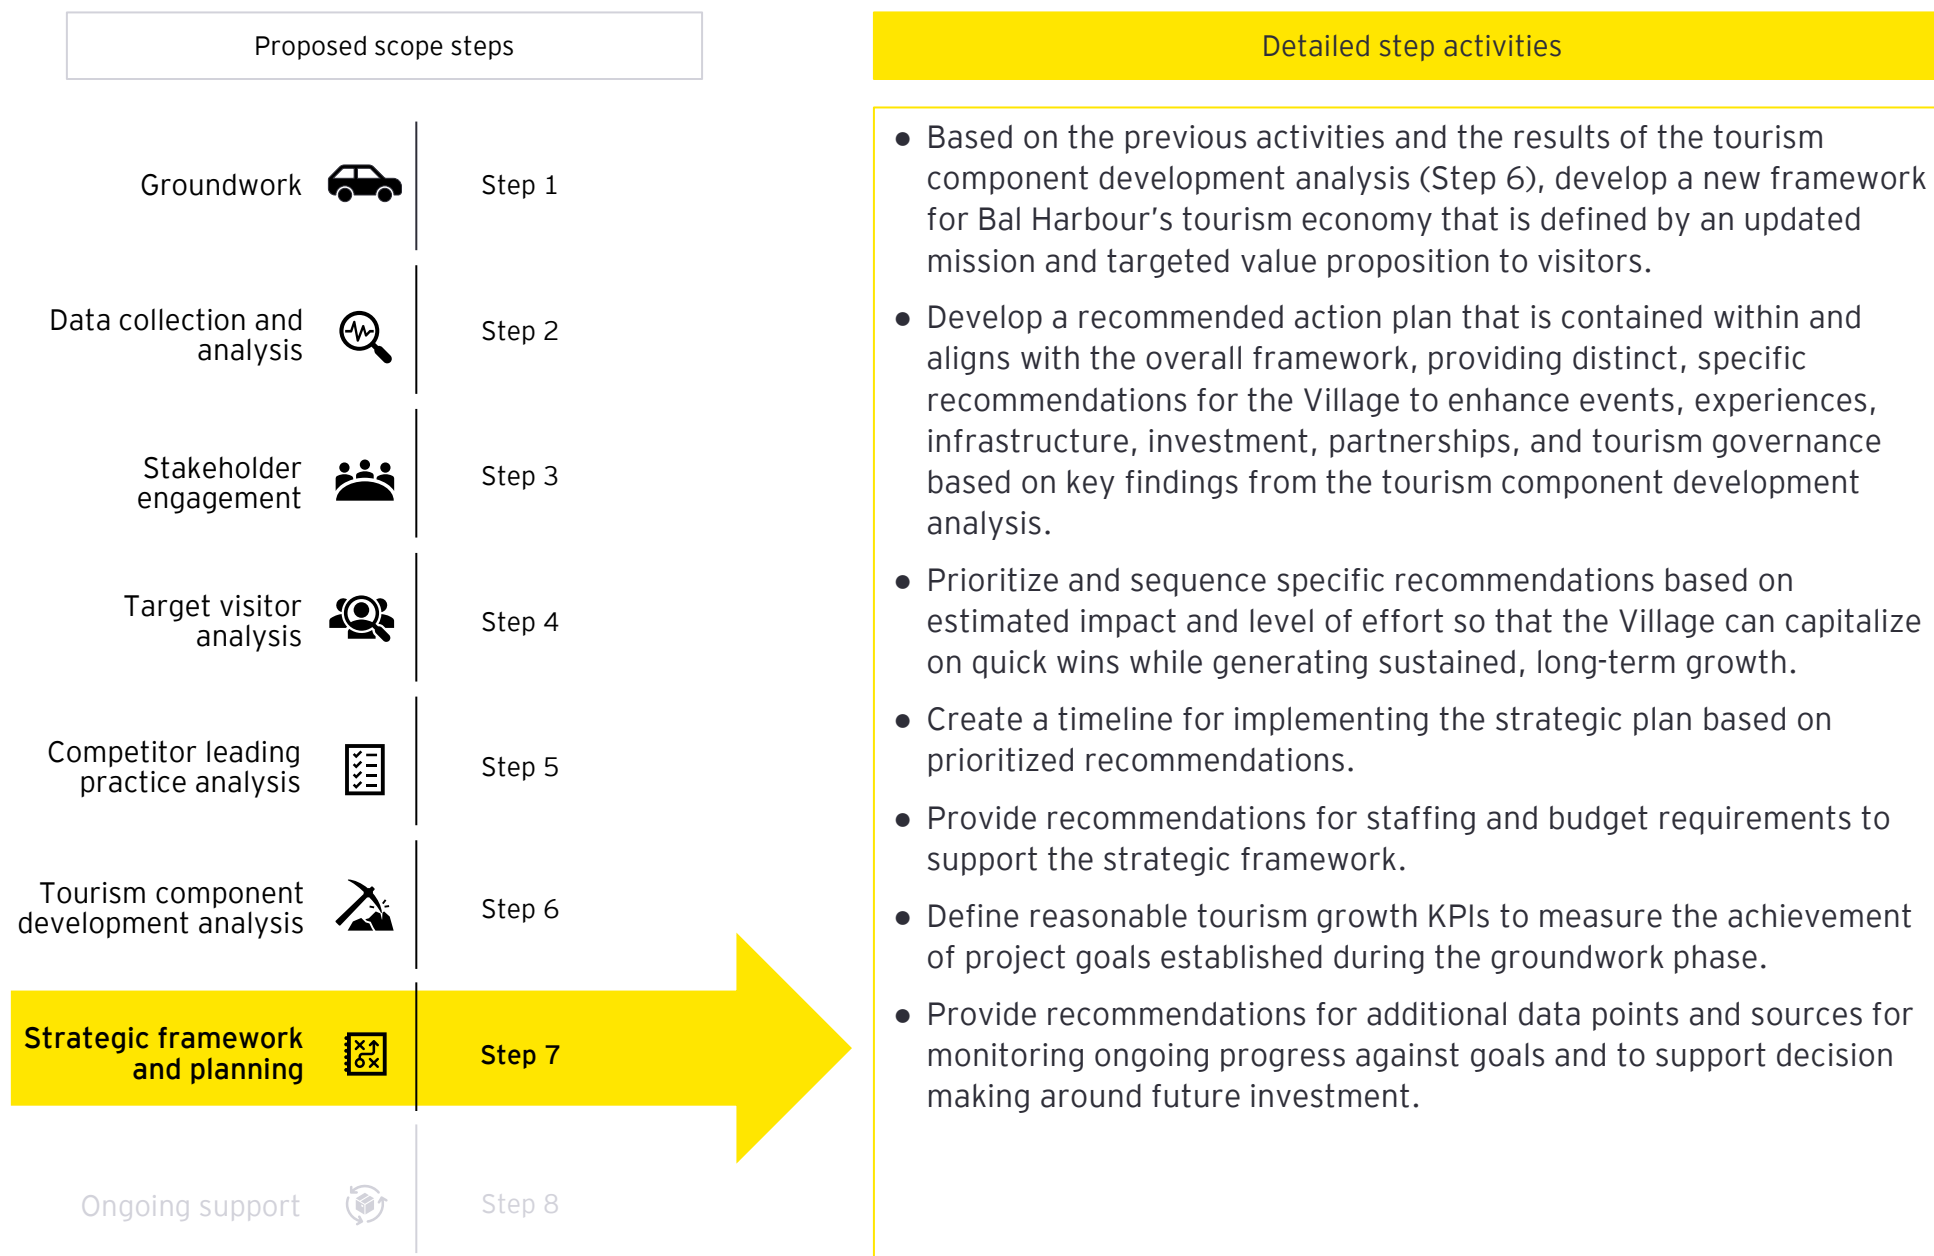 Proposed scope steps
Groundwork
Step 1
Data collection and
analysis
Step 2
Stakeholder
engagement
Step 3
Target visitor
analysis
Step 4
Competitor leading
practice analysis
Step 5
Tourism component
development analysis
Step 6
Strategic framework
and planning
Step 7
Ongoing support
Step 8
Detailed step activities
● Based on the previous activities and the results of the tourism
component development analysis (Step 6), develop a new framework
for Bal Harbour’s tourism economy that is defined by an updated
mission and targeted value proposition to visitors.
● Develop a recommended action plan that is contained within and
aligns with the overall framework, providing distinct, specific
recommendations for the Village to enhance events, experiences,
infrastructure, investment, partnerships, and tourism governance
based on key findings from the tourism component development
analysis.
● Prioritize and sequence specific recommendations based on
estimated impact and level of effort so that the Village can capitalize
on quick wins while generating sustained, long-term growth.
● Create a timeline for implementing the strategic plan based on
prioritized recommendations.
● Provide recommendations for staffing and budget requirements to
support the strategic framework.
● Define reasonable tourism growth KPIs to measure the achievement
of project goals established during the groundwork phase.
● Provide recommendations for additional data points and sources for
monitoring ongoing progress against goals and to support decision
making around future investment.